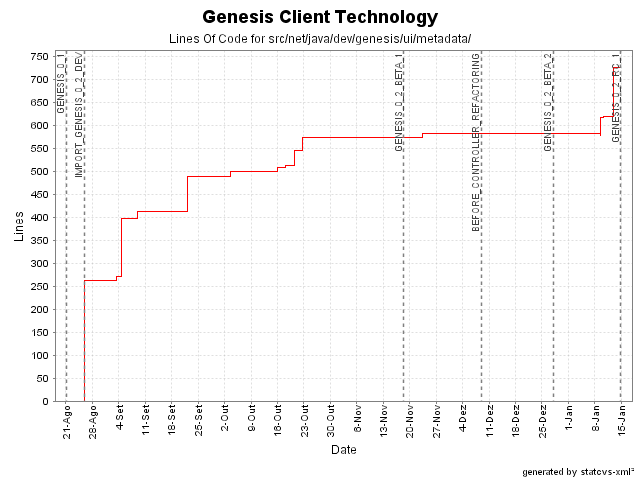 Genesis Client Technology
Lines Of Code for src/net/java/dev/genesis/ui/metadata/
Lines
750
700
650
600
550
500
450
400
350
300
250
200
150
100
50
0
GENESIS_0_1
IMPORT_GENESIS_0_2_DEV
GENESIS_0_2_BETA_1
BEFORE_CONTROLLER_REFACTORING
GENESIS_0_2_BETA_2
GENESIS_0_2_RC_1
21-Ago
28-Ago
4-Set
11-Set
18-Set
25-Set
2-Out
9-Out
16-Out
23-Out
30-Out
6-Nov
13-Nov
20-Nov
27-Nov
4-Dez
11-Dez
18-Dez
25-Dez
1-Jan
8-Jan
15-Jan
Date
generated by statcvs-xml²